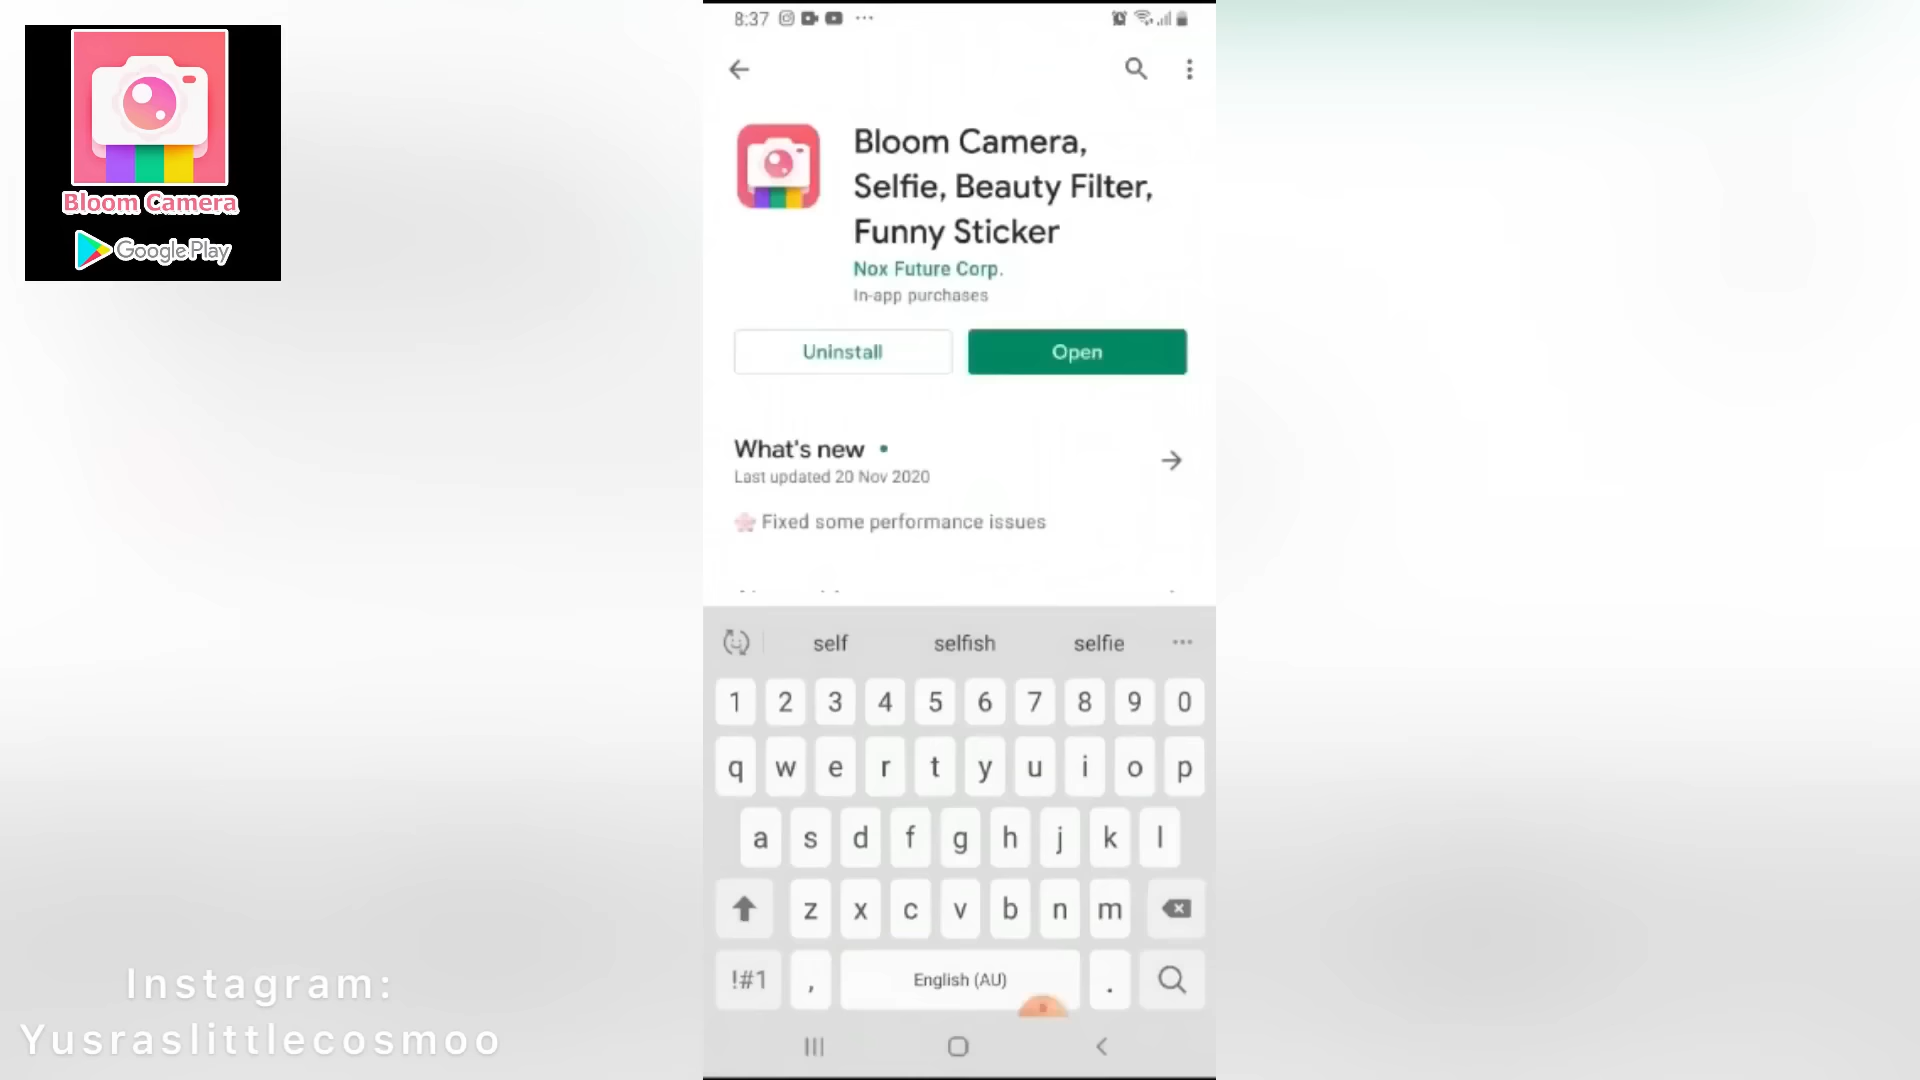 Bloom Camera
Google Play
8:37
Bloom Camera,
Selfie, Beauty Filter,
Funny Sticker
Nox Future Corp.
In-app purchases
Uninstall
Open
What's new
Last updated 20 Nov 2020
Fixed some performance issues
self selfish selfie
1 2 3 4 5 6 7 8 9 0
q w e r t y u i o p
a s d f g h j k l
z x c v b n m
!#1 , English (AU) .
Instagram:
Yusraslittlecosmoo